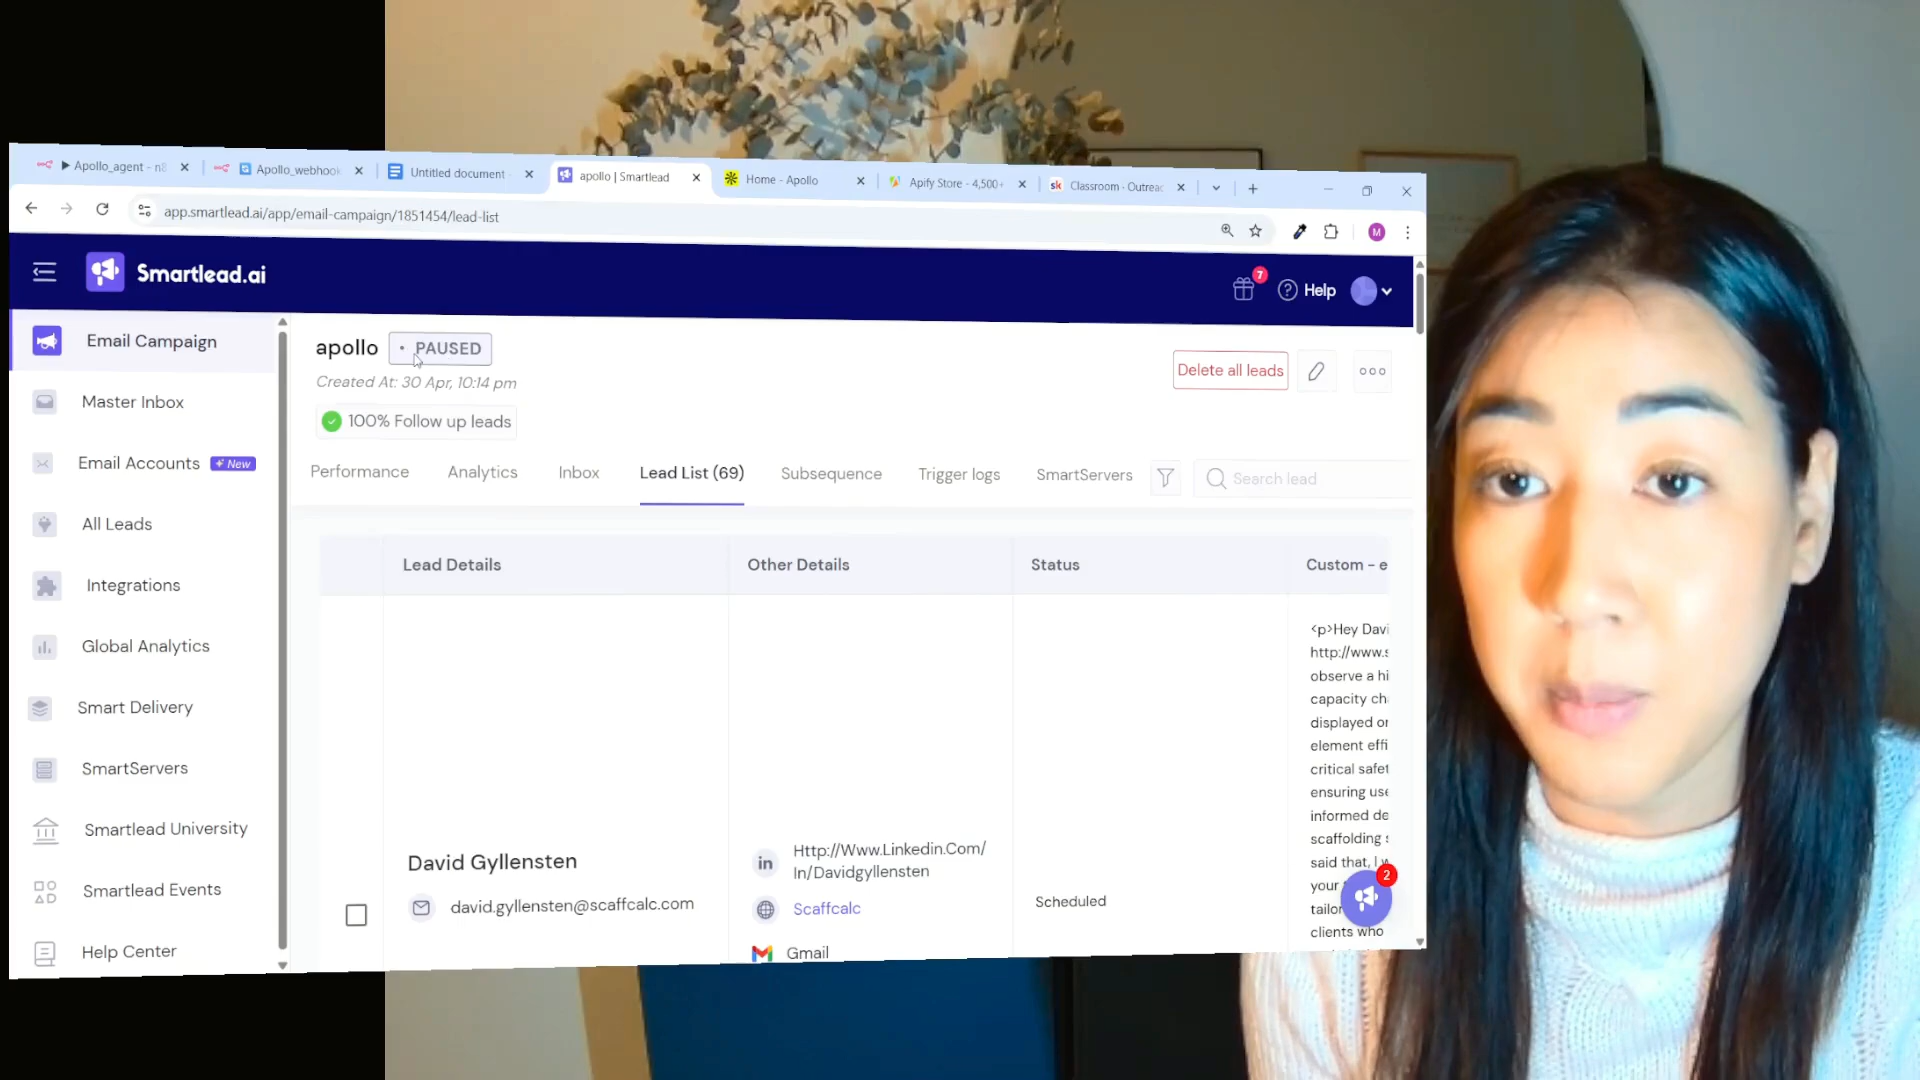 Apollo_agent - n8
Apollo_webhook
Untitled document
apollo | Smartlead
Home - Apollo
Apify Store - 4,500+
sk
Classroom - Outreac
app.smartlead.ai/app/email-campaign/1851454/lead-list
M
Smartlead.ai
7
Help
Email Campaign
Master Inbox
Email Accounts
New
All Leads
Integrations
Global Analytics
Smart Delivery
SmartServers
Smartlead University
Smartlead Events
Help Center
apollo
• PAUSED
Created At: 30 Apr, 10:14 pm
100% Follow up leads
Delete all leads
Performance
Analytics
Inbox
Lead List (69)
Subsequence
Trigger logs
SmartServers
Search lead
Lead Details
Other Details
Status
Custom - e
David Gyllensten
david.gyllensten@scaffcalc.com
in
Http://Www.Linkedin.Com/
In/Davidgyllensten
Scaffcalc
Gmail
Scheduled
<p>Hey Davi
http://www.s
observe a hi
capacity ch
displayed or
element effi
critical safet
ensuring use
informed de
scaffolding s
said that, I w
your
tailor
clients who
2